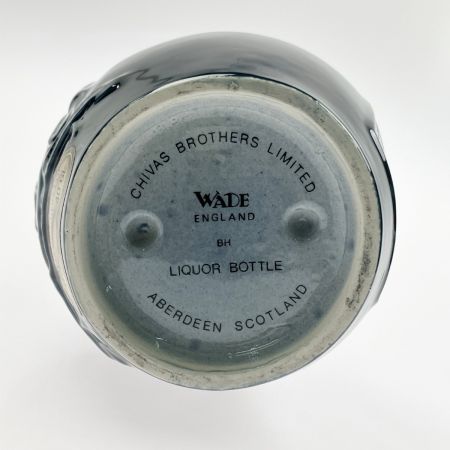 CHIVAS BROTHERS LIMITED
WADE
ENGLAND
BH
LIQUOR BOTTLE
ABERDEEN SCOTLAND